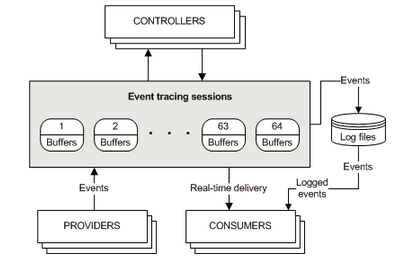 CONTROLLERS
Event tracing sessions
Events
1
2
. . .
63
64
Buffers
Buffers
Buffers
Buffers
Log files
Events
Events
Real-time delivery
Logged
events
PROVIDERS
CONSUMERS